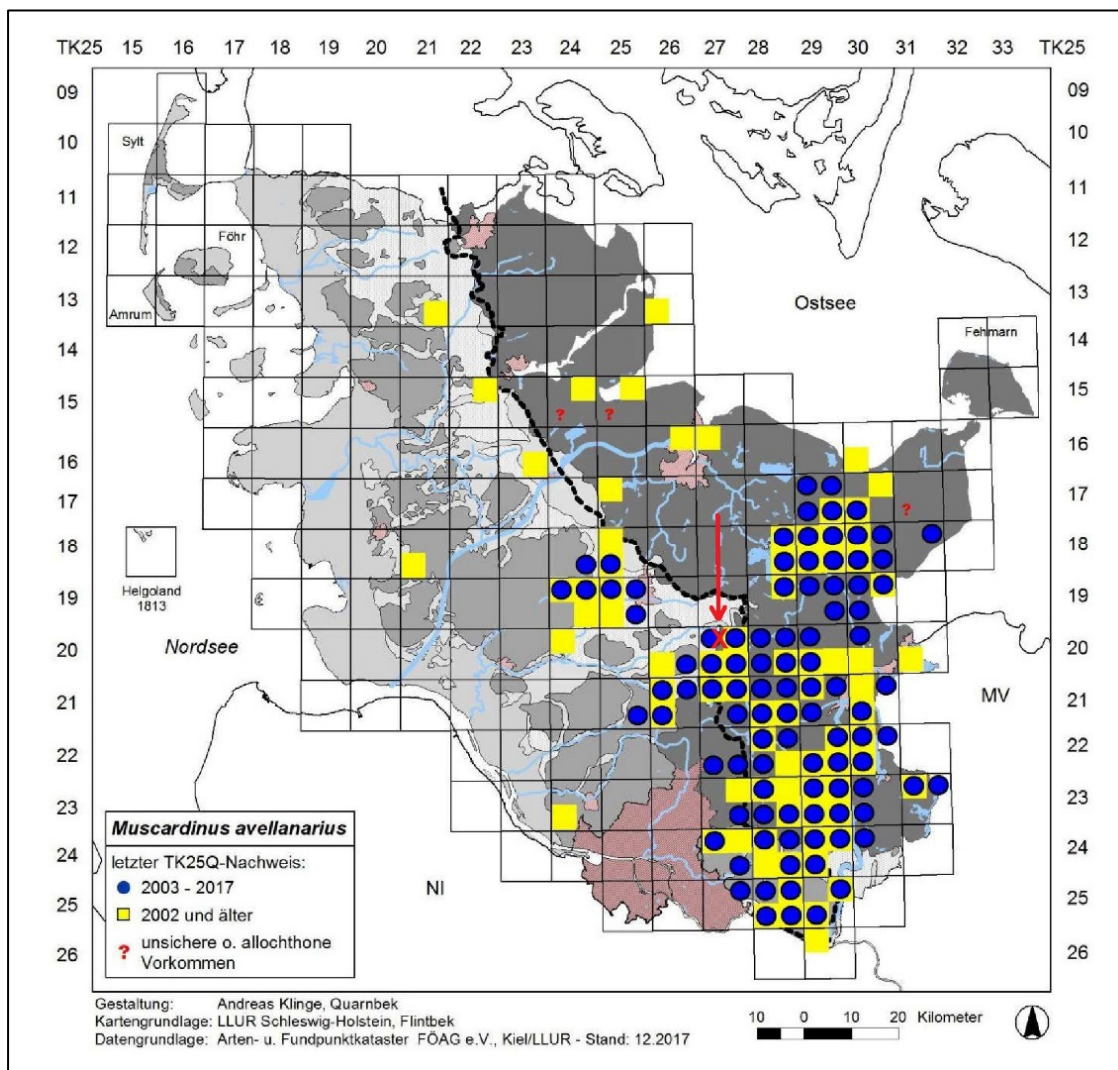 TK25 15 16 17 18 19 20 21 22 23 24 25 26 27 28 29 30 31 32 33 TK25
09 09
10 10
11 11
12 12
13 13
14 14
15 15
16 16
17 17
18 18
19 19
20 20
21 21
22 22
23 23
24 24
25 25
26 26
Sylt
Föhr
Amrum
Ostsee
Fehmarn
? ?
?
Helgoland
1813
Nordsee
X
MV
NI
Muscardinus avellanarius
letzter TK25Q-Nachweis:
2003 - 2017
2002 und älter
? unsichere o. allochthone
Vorkommen
Gestaltung: Andreas Klinge, Quarnbek
Kartengrundlage: LLUR Schleswig-Holstein, Flintbek
Datengrundlage: Arten- u. Fundpunktkataster FÖAG e.V., Kiel/LLUR - Stand: 12.2017
10 0 10 20 Kilometer